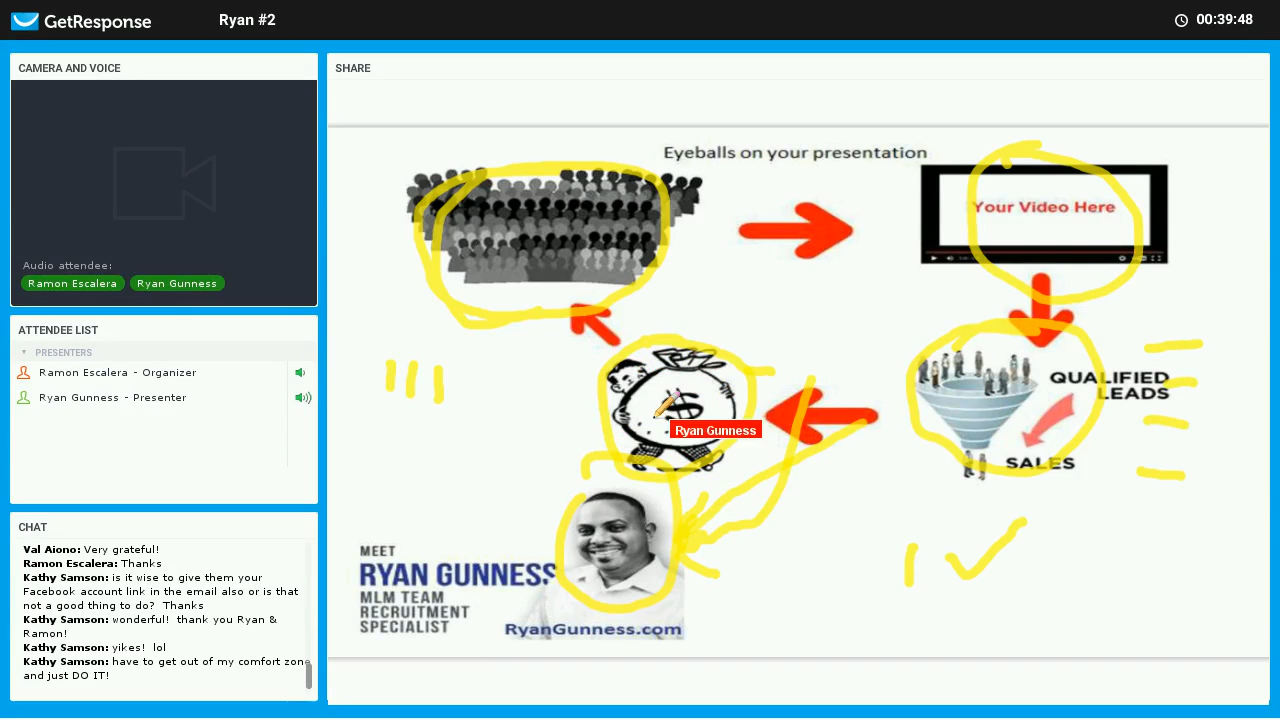 GetResponse
Ryan #2
00:39:48
CAMERA AND VOICE
Audio attendee:
Ramon Escalera
Ryan Gunness
ATTENDEE LIST
PRESENTERS
Ramon Escalera - Organizer
Ryan Gunness - Presenter
CHAT
Val Aiono: Very grateful!
Ramon Escalera: Thanks
Kathy Samson: is it wise to give them your
Facebook account link in the email also or is that
not a good thing to do? Thanks
Kathy Samson: wonderful! thank you Ryan &
Ramon!
Kathy Samson: yikes! lol
Kathy Samson: have to get out of my comfort zone
and just DO IT!
SHARE
Eyeballs on your presentation
Your Video Here
QUALIFIED
LEADS
SALES
$
Ryan Gunness
MEET
RYAN GUNNESS
MLM TEAM
RECRUITMENT
SPECIALIST
RyanGunness.com